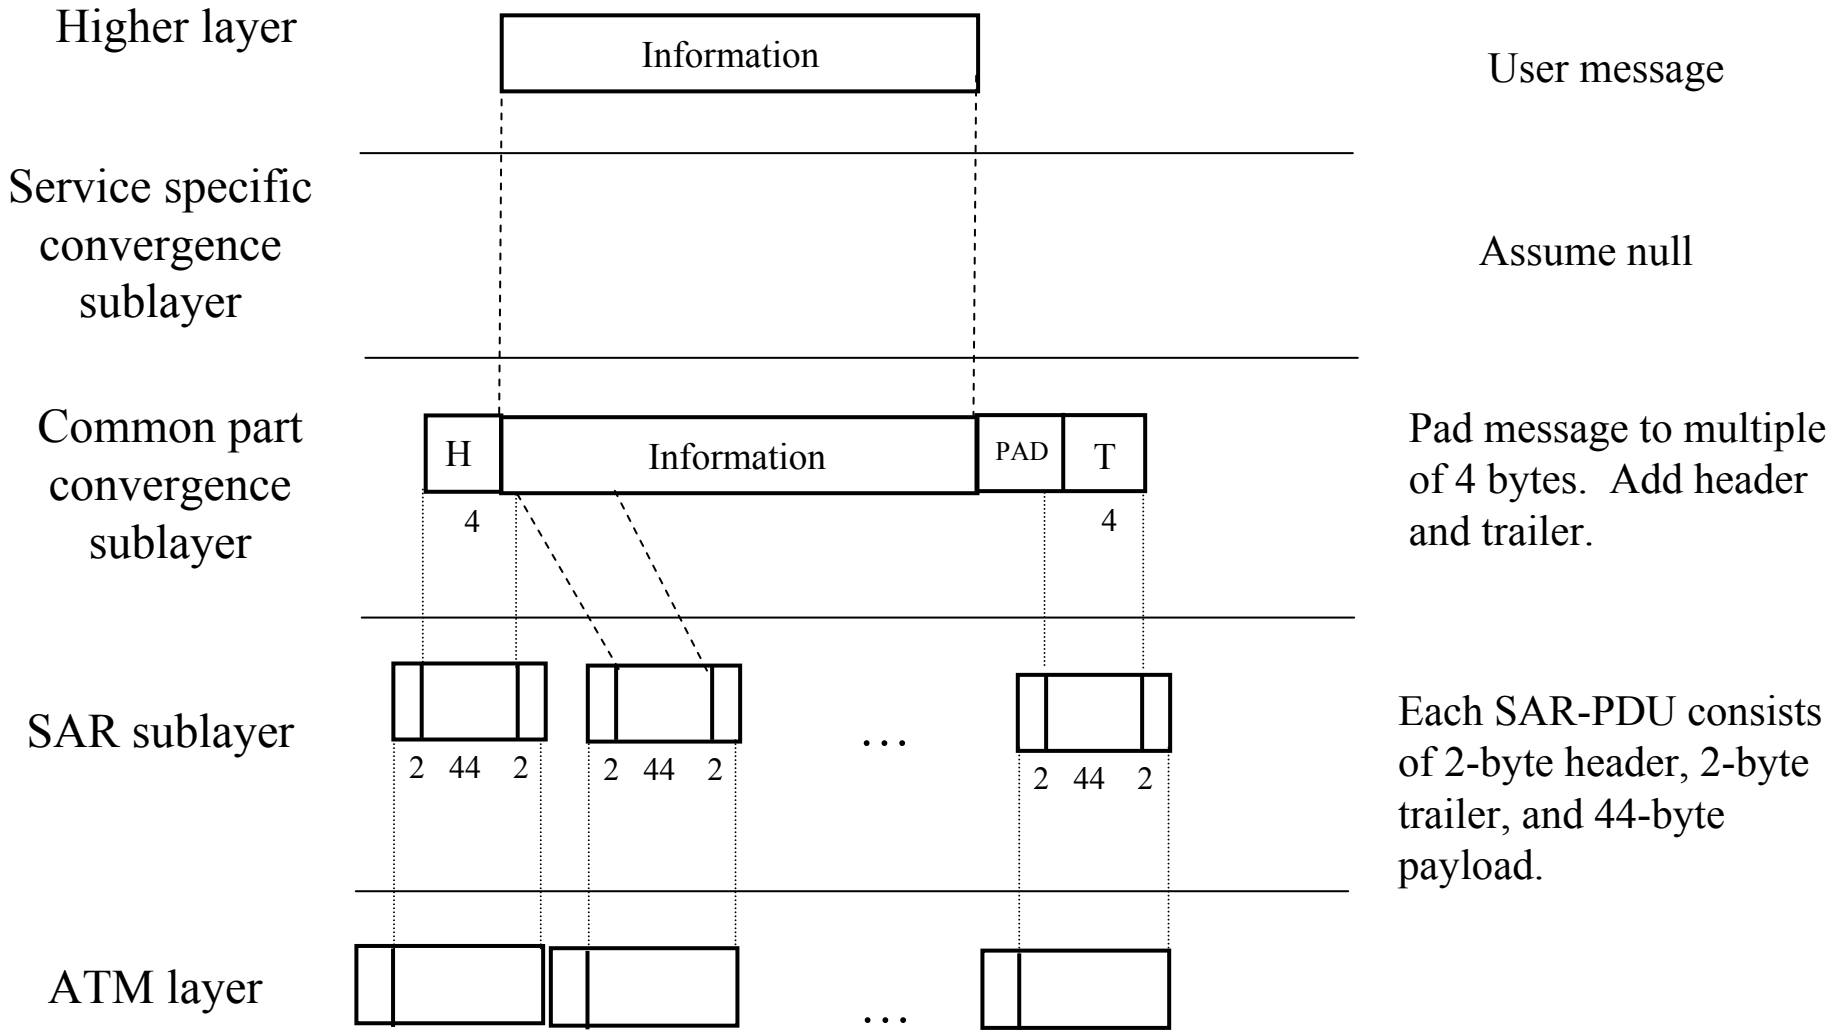 Higher layer
Information
User message
Service specific
convergence
sublayer
Assume null
Common part
convergence
sublayer
H
Information
PAD
T
4
4
Pad message to multiple
of 4 bytes.  Add header
and trailer.
SAR sublayer
2 44 2
2 44 2
...
2 44 2
Each SAR-PDU consists
of 2-byte header, 2-byte
trailer, and 44-byte
payload.
ATM layer
...